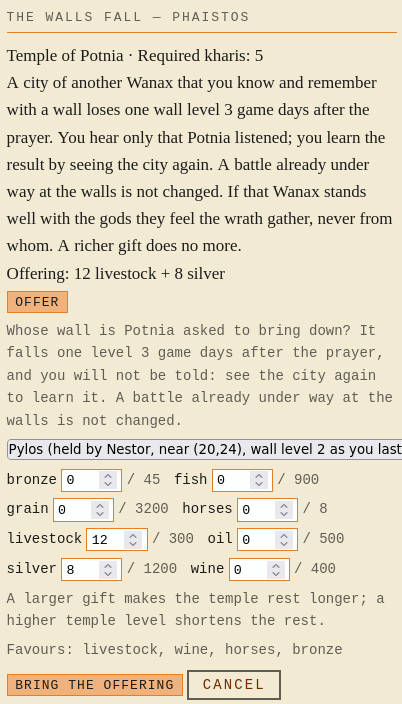 THE WALLS FALL — PHAISTOS
Temple of Potnia · Required kharis: 5
A city of another Wanax that you know and remember
with a wall loses one wall level 3 game days after the
prayer. You hear only that Potnia listened; you learn the
result by seeing the city again. A battle already under
way at the walls is not changed. If that Wanax stands
well with the gods they feel the wrath gather, never from
whom. A richer gift does no more.
Offering: 12 livestock + 8 silver
OFFER
Whose wall is Potnia asked to bring down? It
falls one level 3 game days after the prayer,
and you will not be told: see the city again
to learn it. A battle already under way at the
walls is not changed.
Pylos (held by Nestor, near (20,24), wall level 2 as you last
bronze 0 / 45 fish 0 / 900
grain 0 / 3200 horses 0 / 8
livestock 12 / 300 oil 0 / 500
silver 8 / 1200 wine 0 / 400
A larger gift makes the temple rest longer; a
higher temple level shortens the rest.
Favours: livestock, wine, horses, bronze
BRING THE OFFERING CANCEL